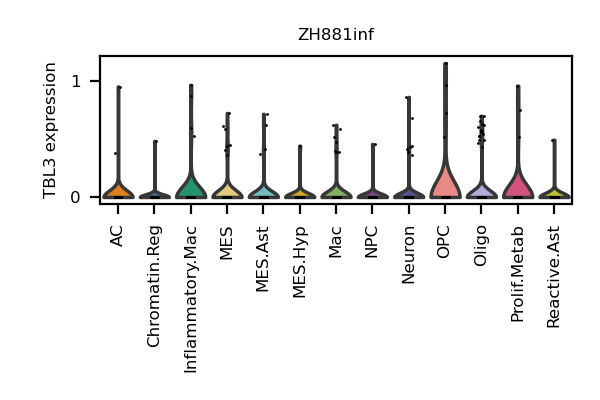 ZH881inf
TBL3 expression
1
0
AC
Chromatin.Reg
Inflammatory.Mac
MES
MES.Ast
MES.Hyp
Mac
NPC
Neuron
OPC
Oligo
Prolif.Metab
Reactive.Ast